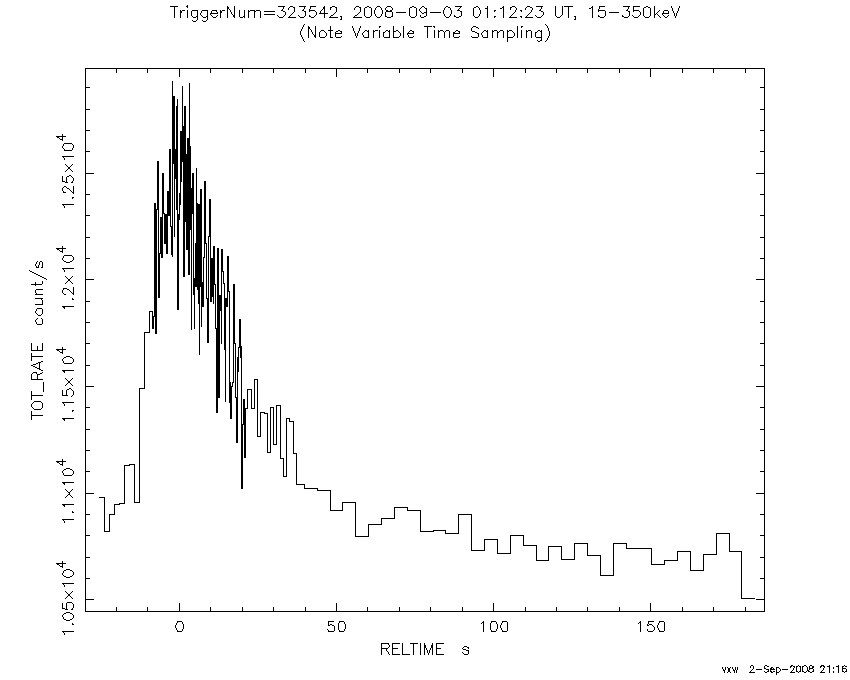 TriggerNum=323542, 2008-09-03 01:12:23 UT, 15-350keV
(Note Variable Time Sampling)
TOT_RATE count/s
1.25×10⁴
1.2×10⁴
1.15×10⁴
1.1×10⁴
1.05×10⁴
0 50 100 150
RELTIME s
vxw 2-Sep-2008 21:16